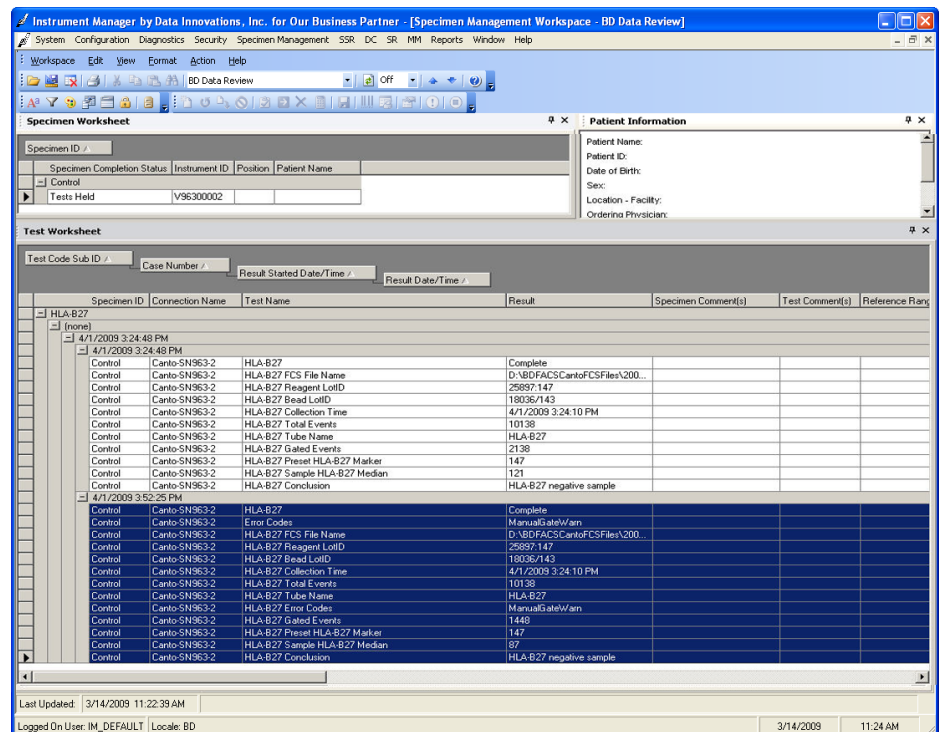 Instrument Manager by Data Innovations, Inc. for Our Business Partner - [Specimen Management Workspace - BD Data Review]
System Configuration Diagnostics Security Specimen Management SSR DC SR MM Reports Window Help
Workspace Edit View Format Action Help
BD Data Review Off
Specimen Worksheet
Patient Information
Specimen ID
Patient Name:
Patient ID:
Date of Birth:
Sex:
Location - Facility:
Ordering Physician:
Specimen Completion Status Instrument ID Position Patient Name
Control
Tests Held V96300002
Test Worksheet
Test Code Sub ID
Case Number
Result Started Date/Time
Result Date/Time
Specimen ID Connection Name Test Name Result Specimen Comment(s) Test Comment(s) Reference Rang
HLA-B27
(none)
4/1/2009 3:24:48 PM
4/1/2009 3:24:48 PM
Control Canto-SN963-2 HLA-B27 Complete
Control Canto-SN963-2 HLA-B27 FCS File Name D:\BDFACSCantoFCSFiles\200...
Control Canto-SN963-2 HLA-B27 Reagent LotID 25897:147
Control Canto-SN963-2 HLA-B27 Bead LotID 18036/143
Control Canto-SN963-2 HLA-B27 Collection Time 4/1/2009 3:24:10 PM
Control Canto-SN963-2 HLA-B27 Total Events 10138
Control Canto-SN963-2 HLA-B27 Tube Name HLA-B27
Control Canto-SN963-2 HLA-B27 Gated Events 2138
Control Canto-SN963-2 HLA-B27 Preset HLA-B27 Marker 147
Control Canto-SN963-2 HLA-B27 Sample HLA-B27 Median 121
Control Canto-SN963-2 HLA-B27 Conclusion HLA-B27 negative sample
4/1/2009 3:52:25 PM
Control Canto-SN963-2 HLA-B27 Complete
Control Canto-SN963-2 Error Codes ManualGateWarn
Control Canto-SN963-2 HLA-B27 FCS File Name D:\BDFACSCantoFCSFiles\200...
Control Canto-SN963-2 HLA-B27 Reagent LotID 25897:147
Control Canto-SN963-2 HLA-B27 Bead LotID 18036/143
Control Canto-SN963-2 HLA-B27 Collection Time 4/1/2009 3:24:10 PM
Control Canto-SN963-2 HLA-B27 Total Events 10138
Control Canto-SN963-2 HLA-B27 Tube Name HLA-B27
Control Canto-SN963-2 HLA-B27 Error Codes ManualGateWarn
Control Canto-SN963-2 HLA-B27 Gated Events 1448
Control Canto-SN963-2 HLA-B27 Preset HLA-B27 Marker 147
Control Canto-SN963-2 HLA-B27 Sample HLA-B27 Median 87
Control Canto-SN963-2 HLA-B27 Conclusion HLA-B27 negative sample
Last Updated: 3/14/2009 11:22:39 AM
Logged On User: IM_DEFAULT Locale: BD 3/14/2009 11:24 AM